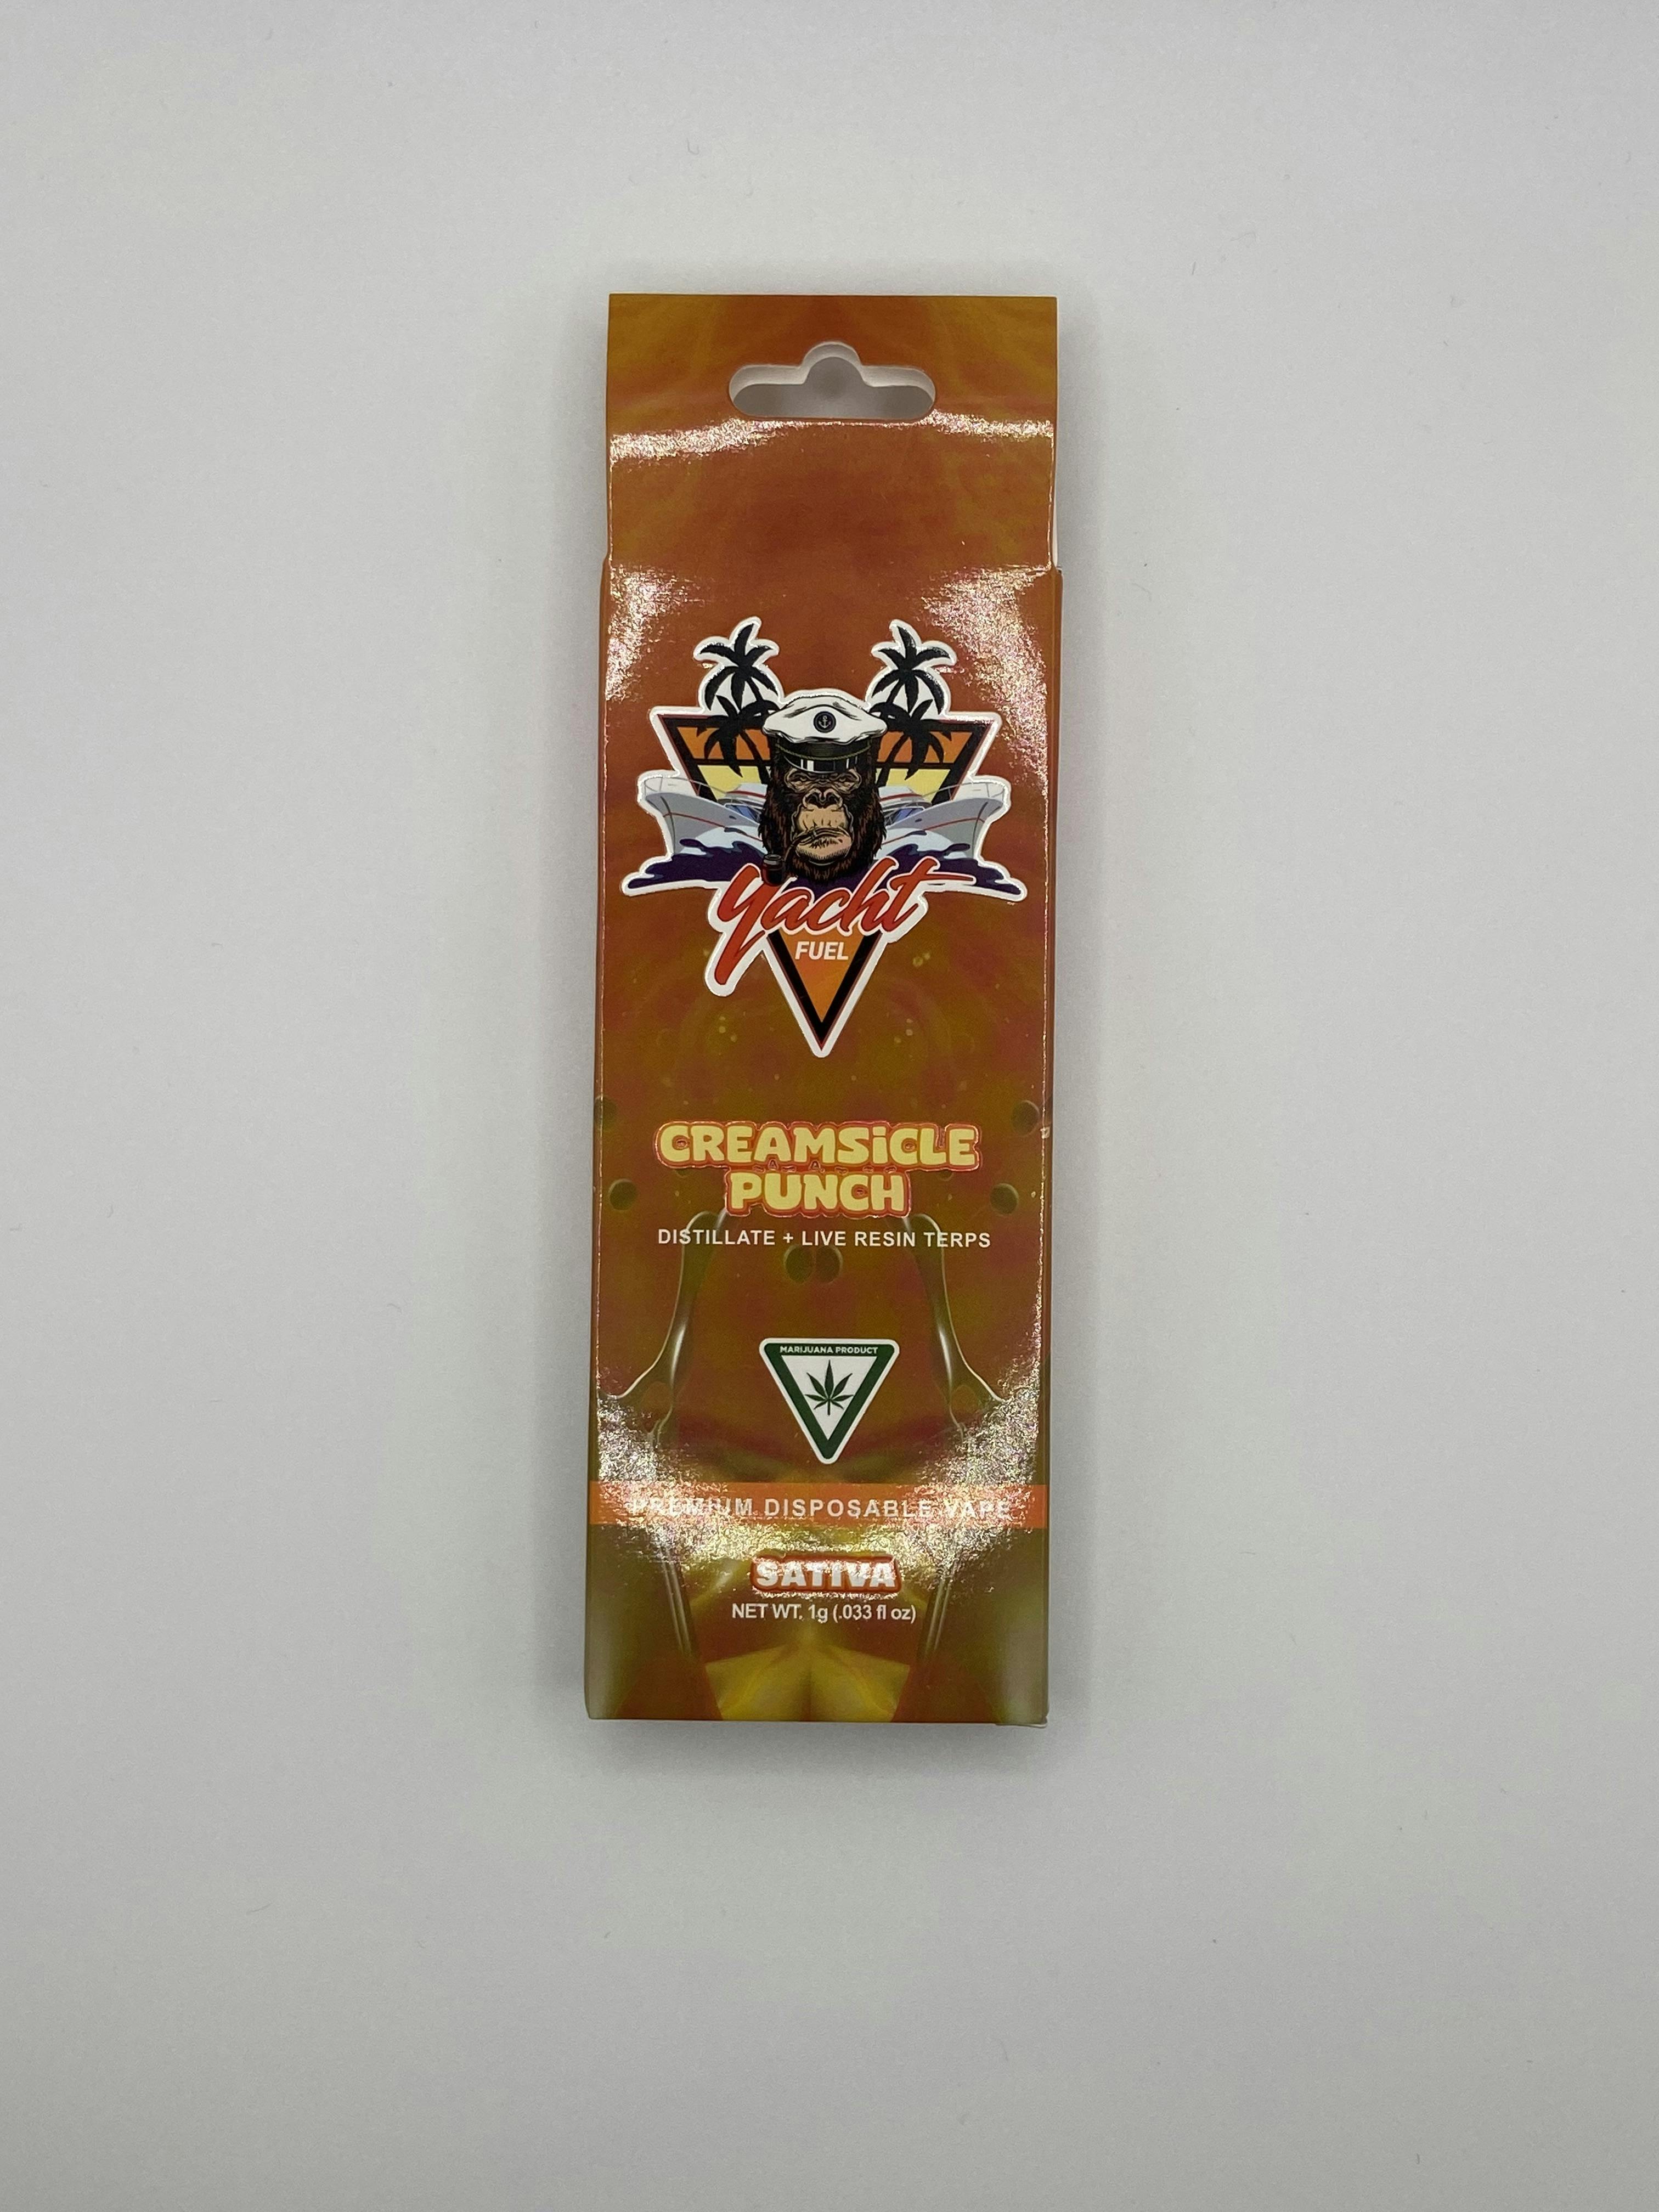 Yacht
FUEL
CREAMSiCLE
PUNCH
DISTILLATE + LIVE RESIN TERPS
MARIJUANA PRODUCT
PREMIUM DISPOSABLE VAPE
SATIVA
NET WT. 1g (.033 fl oz)